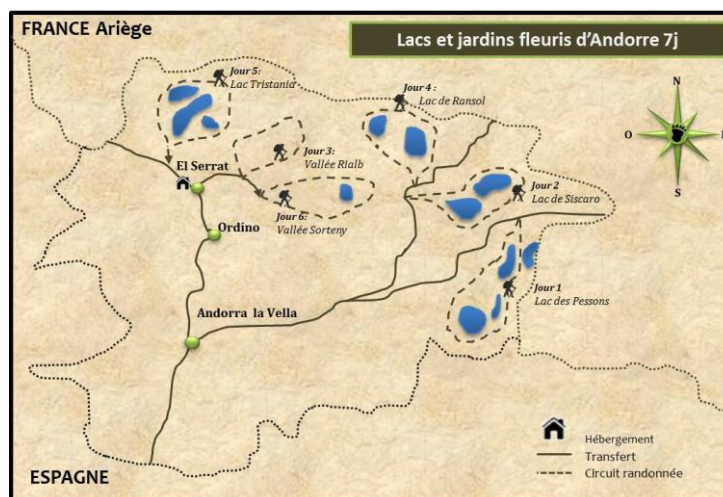 FRANCE Ariège
Lacs et jardins fleuris d'Andorre 7j
Jour 5:
Lac Tristania
Jour 4 :
Lac de Ransol
N
O
S
Jour 3 :
Vallée Rialb
El Serrat
Jour 2
Lac de Siscaro
Jour 6:
Vallée Sorteny
Ordino
Jour 1
Lac des Pessons
Andorra la Vella
Hébergement
Transfert
Circuit randonnée
ESPAGNE